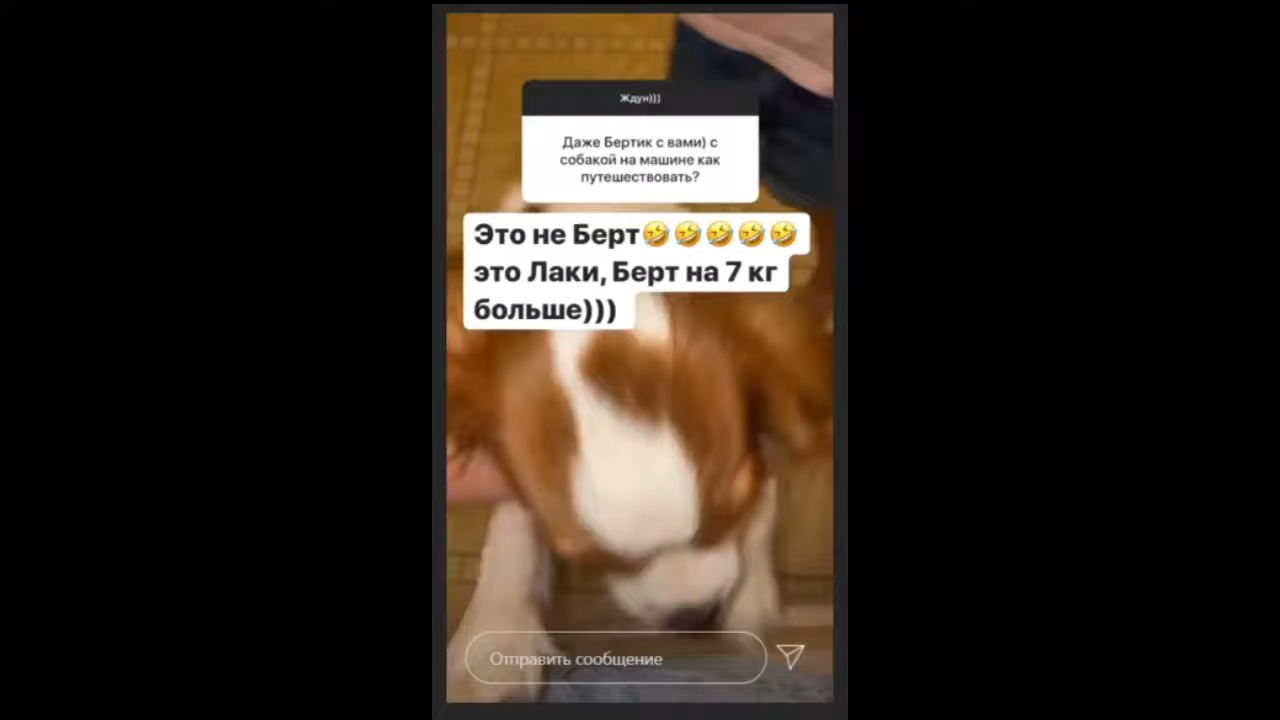 Ждун)))
Даже Бертик с вами) с
собакой на машине как
путешествовать?
Это не Берт🤣🤣🤣🤣🤣
это Лаки, Берт на 7 кг
больше)))
Отправить сообщение